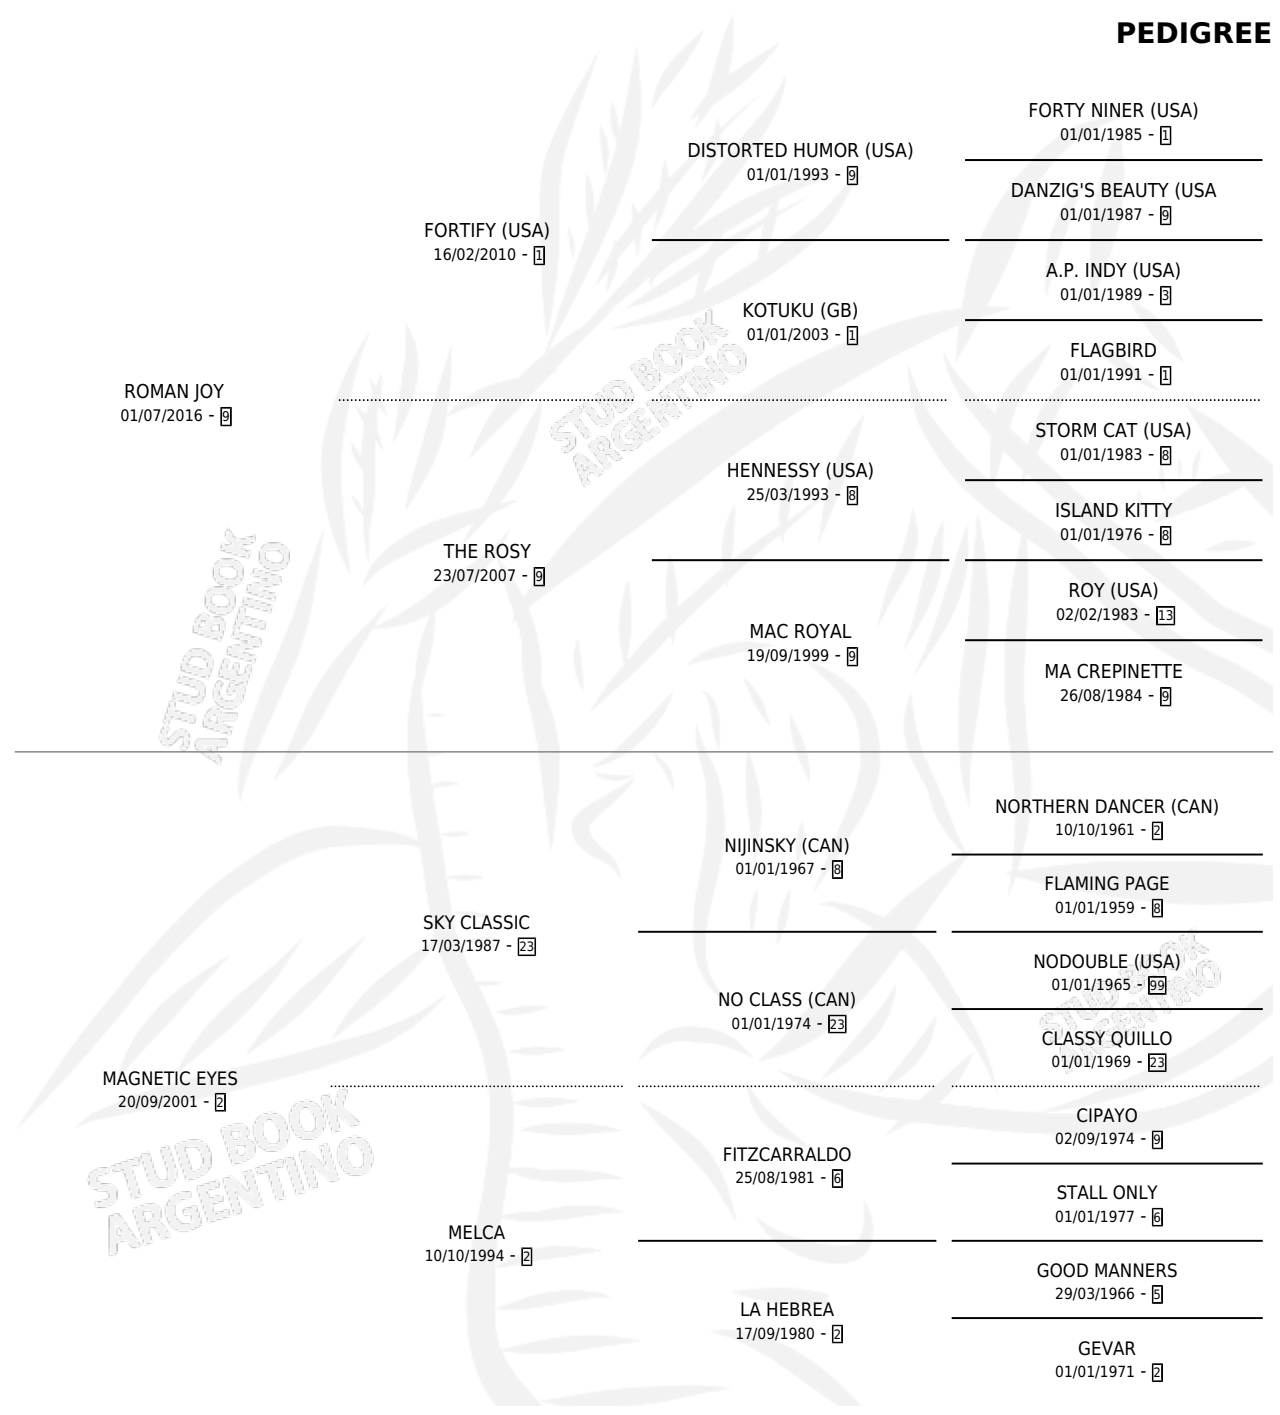 PEDIGREE
FORTY NINER (USA)
01/01/1985 - 1
DISTORTED HUMOR (USA)
01/01/1993 - 9
DANZIG'S BEAUTY (USA
01/01/1987 - 9
FORTIFY (USA)
16/02/2010 - 1
A.P. INDY (USA)
01/01/1989 - 3
KOTUKU (GB)
01/01/2003 - 1
FLAGBIRD
01/01/1991 - 1
ROMAN JOY
01/07/2016 - 9
STORM CAT (USA)
01/01/1983 - 8
HENNESSY (USA)
25/03/1993 - 8
ISLAND KITTY
01/01/1976 - 8
THE ROSY
23/07/2007 - 9
ROY (USA)
02/02/1983 - 13
MAC ROYAL
19/09/1999 - 9
MA CREPINETTE
26/08/1984 - 9
NORTHERN DANCER (CAN)
10/10/1961 - 2
NIJINSKY (CAN)
01/01/1967 - 8
FLAMING PAGE
01/01/1959 - 8
SKY CLASSIC
17/03/1987 - 23
NODOUBLE (USA)
01/01/1965 - 99
NO CLASS (CAN)
01/01/1974 - 23
CLASSY QUILLO
01/01/1969 - 23
MAGNETIC EYES
20/09/2001 - 2
CIPAYO
02/09/1974 - 9
FITZCARRALDO
25/08/1981 - 6
STALL ONLY
01/01/1977 - 6
MELCA
10/10/1994 - 2
GOOD MANNERS
29/03/1966 - 5
LA HEBREA
17/09/1980 - 2
GEVAR
01/01/1971 - 2
STUD BOOK
ARGENTINO
STUD BOOK
ARGENTINO
STUD BOOK
ARGENTINO
STUD BOOK
ARGENTINO